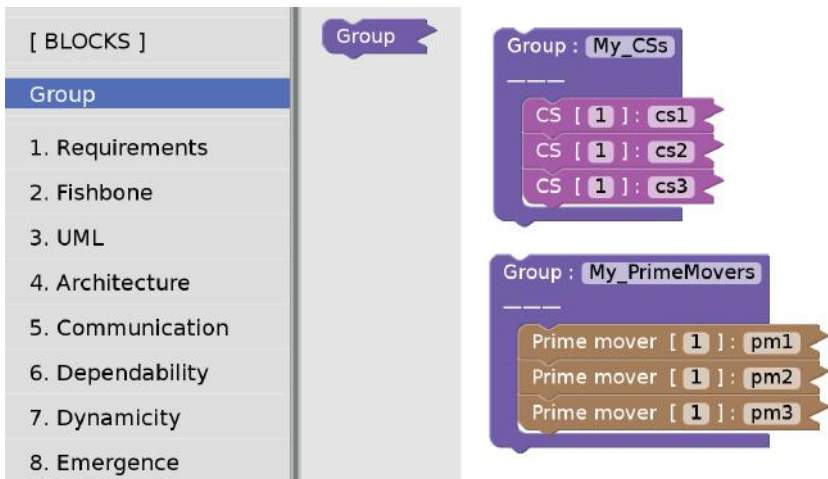 [ BLOCKS ]
Group
1. Requirements
2. Fishbone
3. UML
4. Architecture
5. Communication
6. Dependability
7. Dynamicity
8. Emergence
Group
Group : My_CSs
CS [ 1 ] : cs1
CS [ 1 ] : cs2
CS [ 1 ] : cs3
Group : My_PrimeMovers
Prime mover [ 1 ] : pm1
Prime mover [ 1 ] : pm2
Prime mover [ 1 ] : pm3